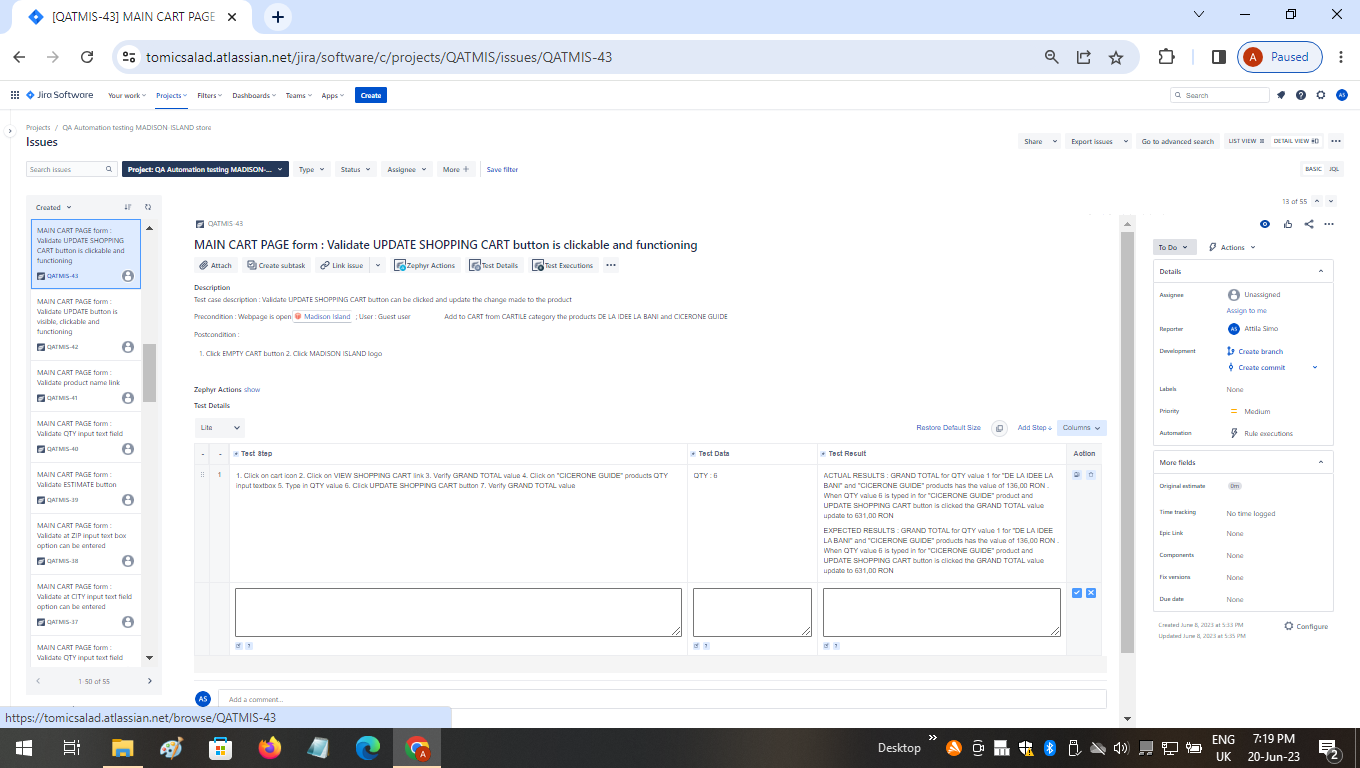 [QATMIS-43] MAIN CART PAGE
tomicsalad.atlassian.net/jira/software/c/projects/QATMIS/issues/QATMIS-43
A Paused
Jira Software Your work Projects Filters Dashboards Teams Apps Create Search AS
Projects / QA Automation testing MADISON ISLAND store
Issues
Share Export issues Go to advanced search LIST VIEW DETAIL VIEW
Search issues Project: QA Automation testing MADISON-... Type Status Assignee More + Save filter BASIC JQL
Created
MAIN CART PAGE form :
Validate UPDATE SHOPPING
CART button is clickable and
functioning
QATMIS-43
MAIN CART PAGE form :
Validate UPDATE button is
visible, clickable and
functioning
QATMIS-42
MAIN CART PAGE form :
Validate product name link
QATMIS-41
MAIN CART PAGE form :
Validate QTY input text field
QATMIS-40
MAIN CART PAGE form :
Validate ESTIMATE button
QATMIS-39
MAIN CART PAGE form :
Validate at ZIP input text box
option can be entered
QATMIS-38
MAIN CART PAGE form :
Validate at CITY input text field
option can be entered
QATMIS-37
MAIN CART PAGE form :
Validate QTY input text field
1-50 of 55
13 of 55
QATMIS-43
MAIN CART PAGE form : Validate UPDATE SHOPPING CART button is clickable and functioning
Attach Create subtask Link issue Zephyr Actions Test Details Test Executions
Description
Test case description : Validate UPDATE SHOPPING CART button can be clicked and update the change made to the product
Precondition : Webpage is open Madison Island ; User : Guest user Add to CART from CARTILE category the products DE LA IDEE LA BANI and CICERONE GUIDE
Postcondition :
1. Click EMPTY CART button 2. Click MADISON ISLAND logo
Zephyr Actions show
Test Details
Lite Restore Default Size Add Step Columns
- - Test Step Test Data Test Result Action
1 1. Click on cart icon 2. Click on VIEW SHOPPING CART link 3. Verify GRAND TOTAL value 4. Click on "CICERONE GUIDE" products QTY
input textbox 5. Type in QTY value 6. Click UPDATE SHOPPING CART button 7. Verify GRAND TOTAL value
QTY : 6
ACTUAL RESULTS : GRAND TOTAL for QTY value 1 for "DE LA IDEE LA
BANI" and "CICERONE GUIDE" products has the value of 136,00 RON .
When QTY value 6 is typed in for "CICERONE GUIDE" product and
UPDATE SHOPPING CART button is clicked the GRAND TOTAL value
update to 631,00 RON
EXPECTED RESULTS : GRAND TOTAL for QTY value 1 for "DE LA IDEE
LA BANI" and "CICERONE GUIDE" products has the value of 136,00 RON .
When QTY value 6 is typed in for "CICERONE GUIDE" product and
UPDATE SHOPPING CART button is clicked the GRAND TOTAL value
update to 631,00 RON
? ? ?
AS Add a comment...
To Do Actions
Details
Assignee Unassigned
Assign to me
Reporter AS Attila Simo
Development Create branch
Create commit
Labels None
Priority Medium
Automation Rule executions
More fields
Original estimate 0m
Time tracking No time logged
Epic Link None
Components None
Fix versions None
Due date None
Created June 8, 2023 at 5:33 PM
Updated June 8, 2023 at 5:35 PM
Configure
https://tomicsalad.atlassian.net/browse/QATMIS-43
A
Desktop
ENG
UK
7:19 PM
20-Jun-23
2